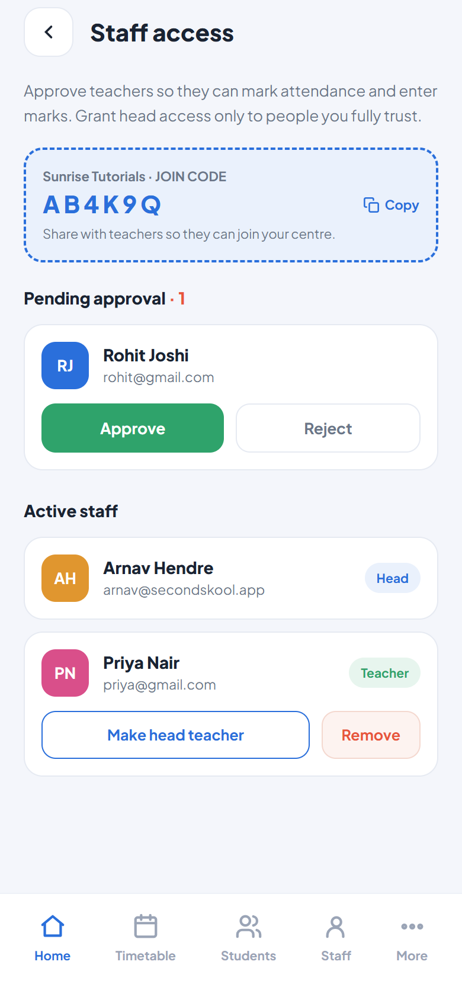 Staff access
Approve teachers so they can mark attendance and enter
marks. Grant head access only to people you fully trust.
Sunrise Tutorials · JOIN CODE
AB4K9Q
Copy
Share with teachers so they can join your centre.
Pending approval · 1
RJ
Rohit Joshi
rohit@gmail.com
Approve
Reject
Active staff
AH
Arnav Hendre
arnav@secondskool.app
Head
PN
Priya Nair
priya@gmail.com
Teacher
Make head teacher
Remove
Home
Timetable
Students
Staff
More